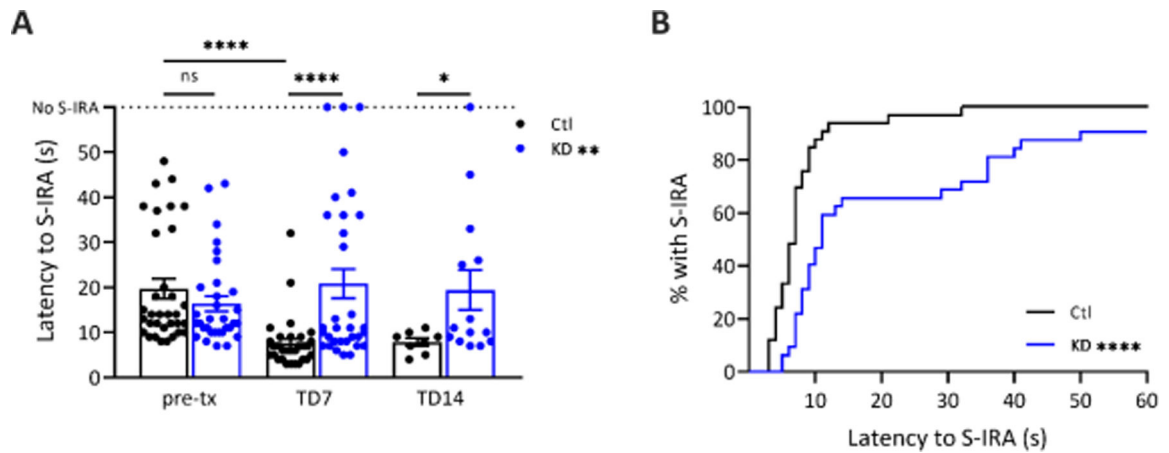 A
****
ns
****
*
No S-IRA
50
40
30
20
10
0
Latency to S-IRA (s)
pre-tx
TD7
TD14
Ctl
KD **
B
100
80
60
40
20
0
% with S-IRA
10
20
30
40
50
60
Latency to S-IRA (s)
Ctl
KD ****